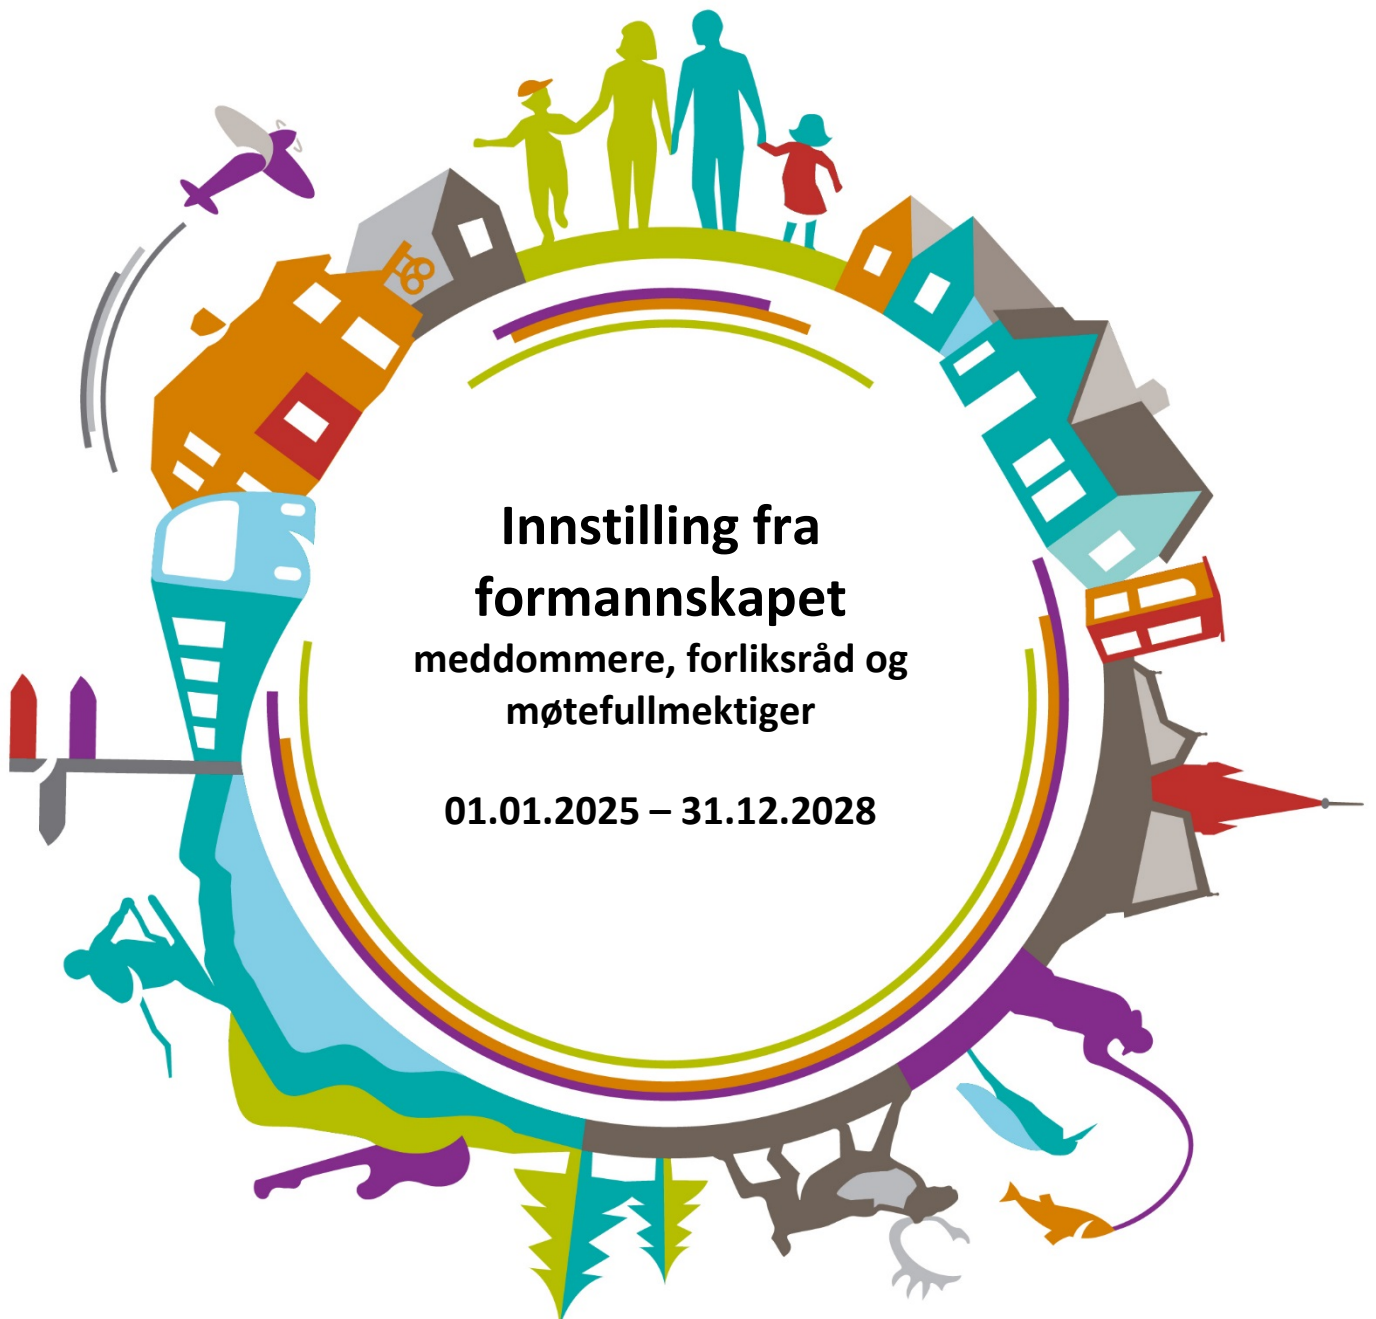 Innstilling fra
formannskapet
meddommere, forliksråd og
møtefullmektiger
01.01.2025 – 31.12.2028